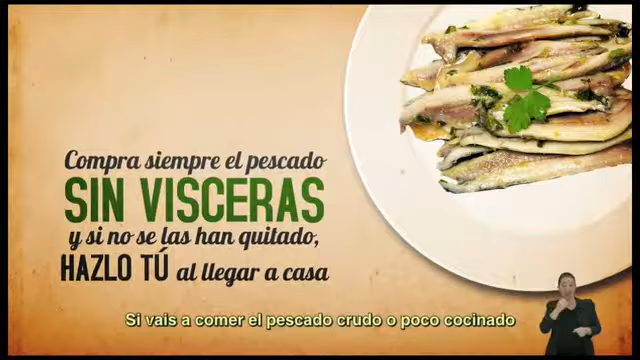 Compra siempre el pescado
SIN VISCERAS
y si no se las han quitado,
HAZLO TÚ al llegar a casa
Si vais a comer el pescado crudo o poco cocinado